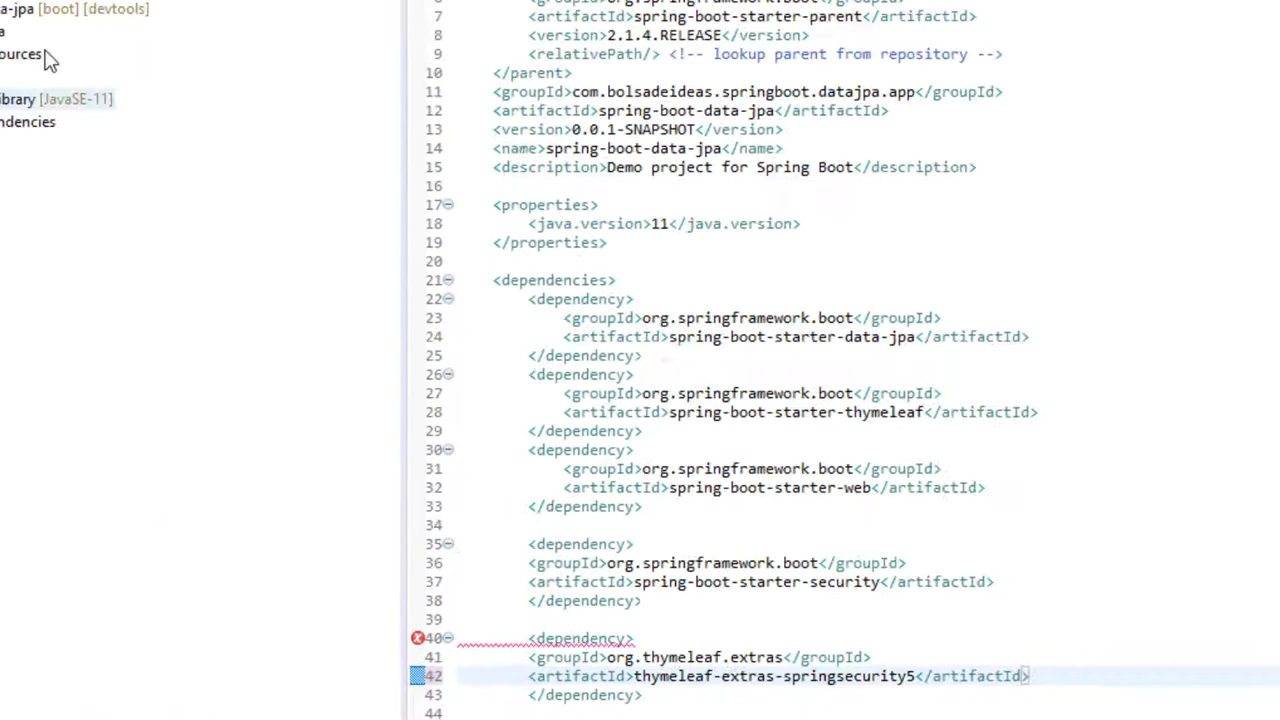 a-jpa [boot] [devtools]
a
ources
ibrary [JavaSE-11]
ndencies
7 <artifactId>spring-boot-starter-parent</artifactId>
8 <version>2.1.4.RELEASE</version>
9 <relativePath/> <!-- lookup parent from repository -->
10 </parent>
11 <groupId>com.bolsadeideas.springboot.datajpa.app</groupId>
12 <artifactId>spring-boot-data-jpa</artifactId>
13 <version>0.0.1-SNAPSHOT</version>
14 <name>spring-boot-data-jpa</name>
15 <description>Demo project for Spring Boot</description>
16
17 <properties>
18 <java.version>11</java.version>
19 </properties>
20
21 <dependencies>
22 <dependency>
23 <groupId>org.springframework.boot</groupId>
24 <artifactId>spring-boot-starter-data-jpa</artifactId>
25 </dependency>
26 <dependency>
27 <groupId>org.springframework.boot</groupId>
28 <artifactId>spring-boot-starter-thymeleaf</artifactId>
29 </dependency>
30 <dependency>
31 <groupId>org.springframework.boot</groupId>
32 <artifactId>spring-boot-starter-web</artifactId>
33 </dependency>
34
35 <dependency>
36 <groupId>org.springframework.boot</groupId>
37 <artifactId>spring-boot-starter-security</artifactId>
38 </dependency>
39
40 <dependency>
41 <groupId>org.thymeleaf.extras</groupId>
42 <artifactId>thymeleaf-extras-springsecurity5</artifactId>
43 </dependency>
44